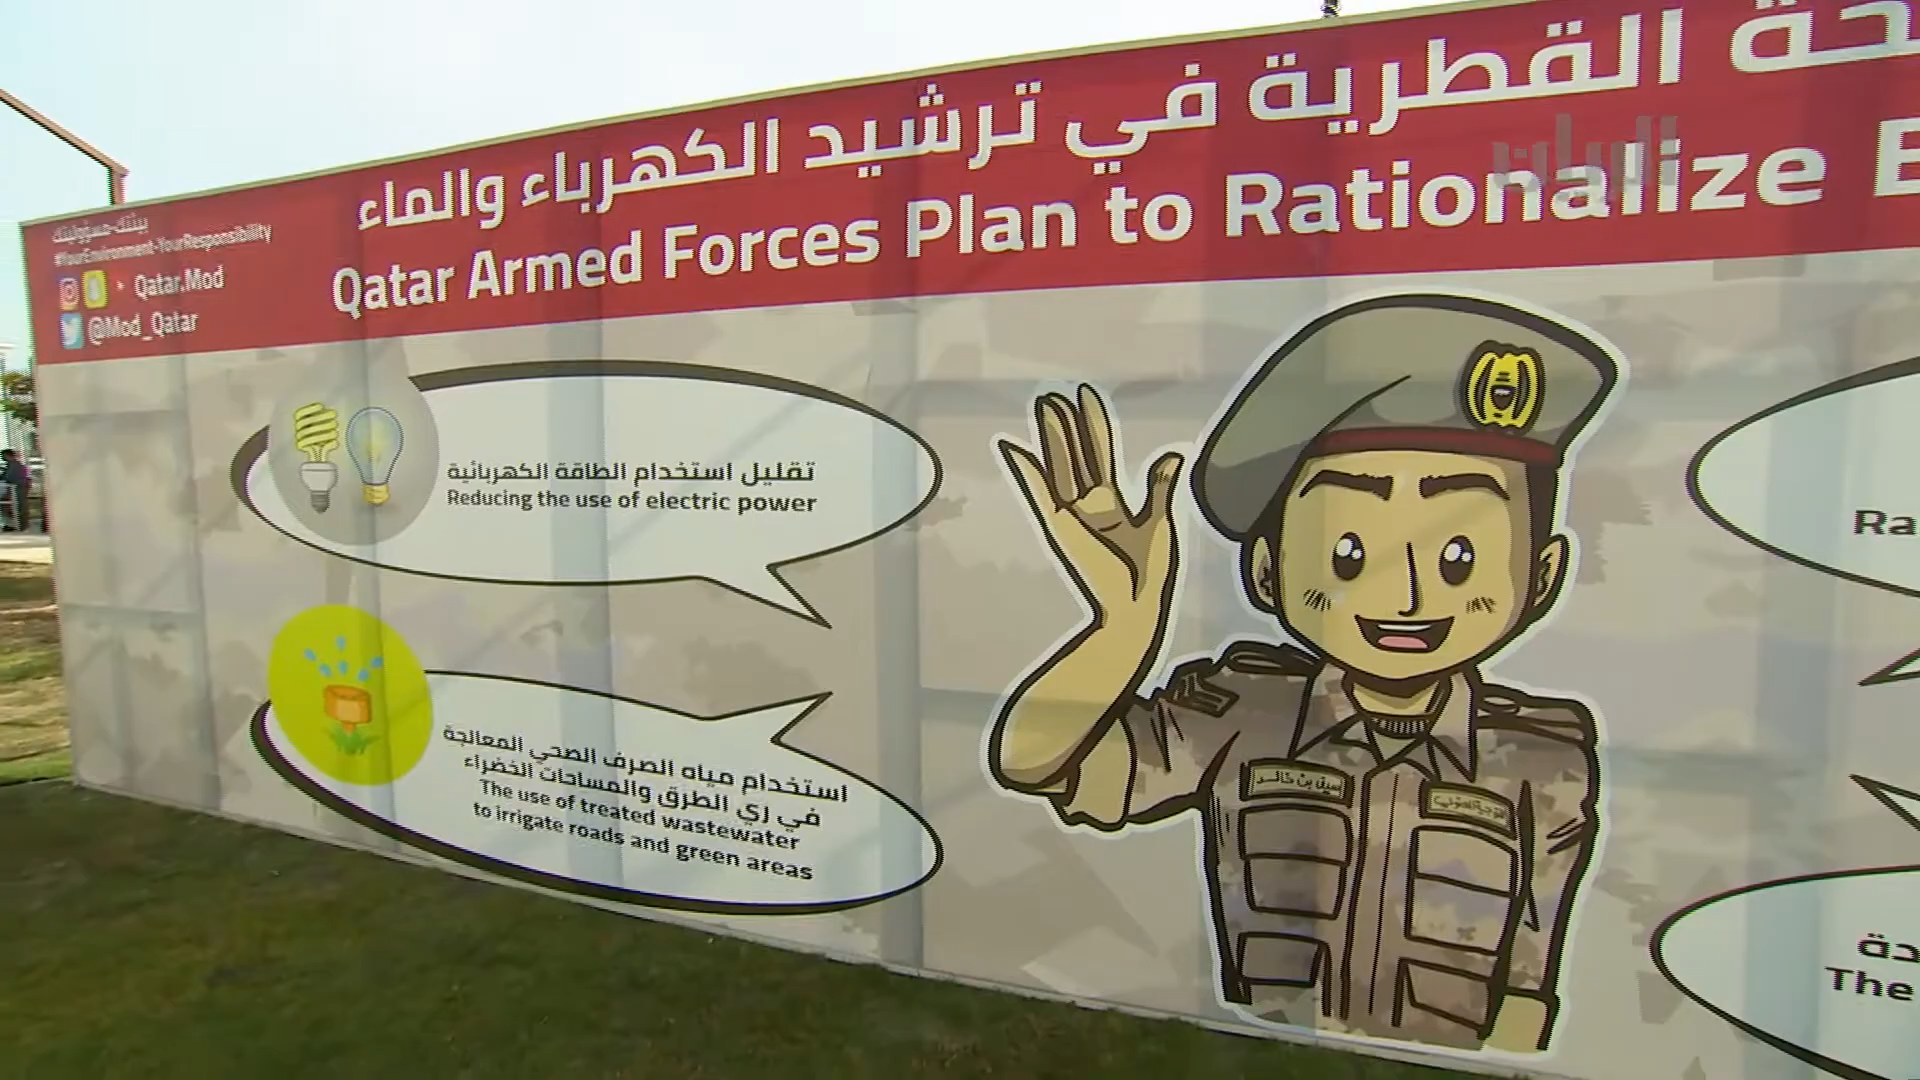 القطرية في ترشيد الكهرباء والماء
Qatar Armed Forces Plan to Rationalize E
بيئتك-مسؤوليتك
#YourEnvironment-YourResponsibility
Qatar.Mod
@Mod_Qatar
تقليل استخدام الطاقة الكهربائية
Reducing the use of electric power
استخدام مياه الصرف الصحي المعالجة
في ري الطرق والمساحات الخضراء
The use of treated wastewater
to irrigate roads and green areas
Ra
دة
The
الريان